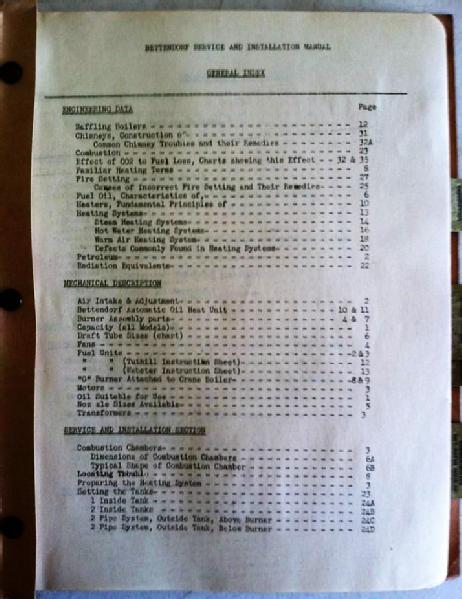 BETTENDORF SERVICE AND INSTALLATION MANUAL
GENERAL INDEX
ENGINEERING DATA Page
Baffling Boilers 12
Chimneys, Construction of 31
Common Chimney Troubles and their Remedies 32A
Combustion 23
Effect of CO2 to Fuel Loss, Charts showing this Effect 32 & 33
Familiar Heating Terms 8
Fire Setting 27
Causes of Incorrect Fire Setting and Their Remedies 28
Fuel Oil, Characteristics of, 6
Heaters, Fundamental Principles of 10
Heating Systems 13
Steam Heating Systems 14
Hot Water Heating Systems 16
Warm Air Heating System 18
Defects Commonly Found in Heating Systems 20
Petroleum 2
Radiation Equivalents 22
MECHANICAL DESCRIPTION
Air Intake & Adjustment 2
Bettendorf Automatic Oil Heat Unit 10 & 11
Burner Assembly parts 4 & 7
Capacity (all Models) 1
Draft Tube Sizes (chart) 6
Fans 4
Fuel Units 2&3
" " (Tuthill Instruction Sheet) 12
" " (Webster Instruction Sheet) 13
"G" Burner Attached to Crane Boiler 8&9
Motors 3
Oil Suitable for Use 1
Nozzle Sizes Available 5
Transformers 3
SERVICE AND INSTALLATION SECTION
Combustion Chambers 3
Dimensions of Combustion Chambers 6A
Typical Shape of Combustion Chamber 6B
Locating 8
Preparing the Heating System 3
Setting the Tanks 23
1 Inside Tank 24A
2 Inside Tanks 24B
2 Pipe System, Outside Tank, Above Burner 24C
2 Pipe System, Outside Tank, Below Burner 24D